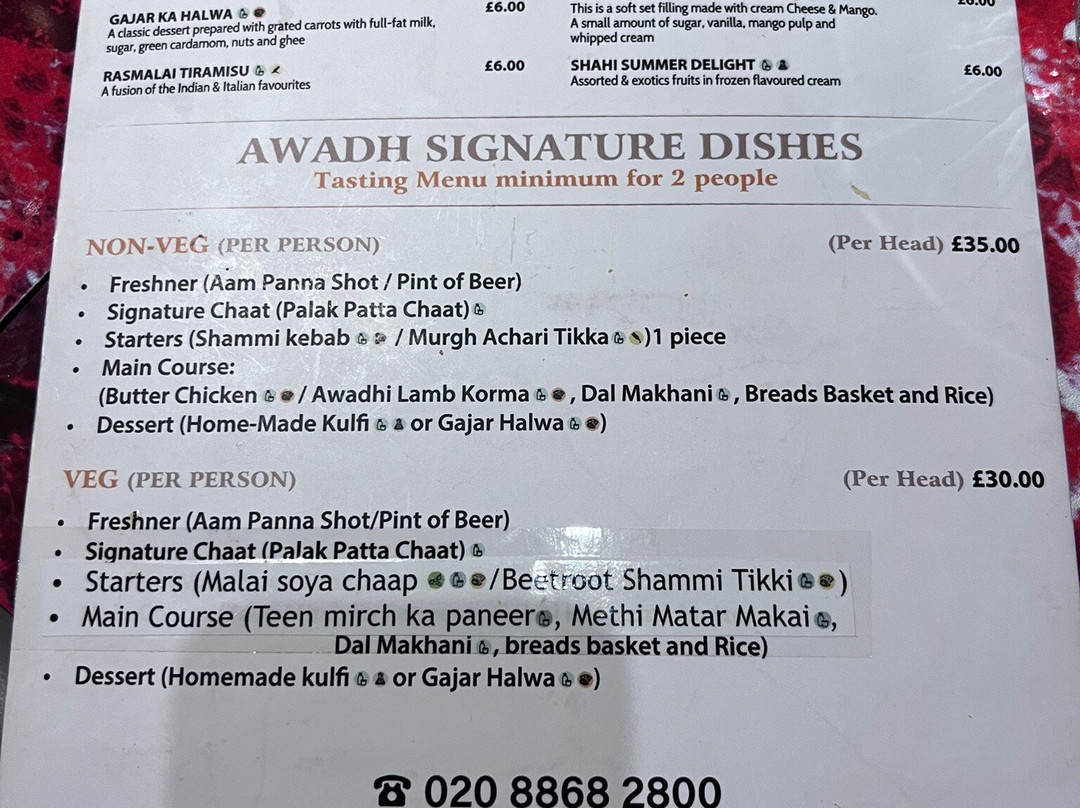 GAJAR KA HALWA £6.00
A classic dessert prepared with grated carrots with full-fat milk,
sugar, green cardamom, nuts and ghee
RASMALAI TIRAMISU £6.00
A fusion of the Indian & Italian favourites
£6.00
This is a soft set filling made with cream Cheese & Mango.
A small amount of sugar, vanilla, mango pulp and
whipped cream
SHAHI SUMMER DELIGHT £6.00
Assorted & exotics fruits in frozen flavoured cream
AWADH SIGNATURE DISHES
Tasting Menu minimum for 2 people
NON-VEG (PER PERSON) (Per Head) £35.00
• Freshner (Aam Panna Shot / Pint of Beer)
• Signature Chaat (Palak Patta Chaat)
• Starters (Shammi kebab / Murgh Achari Tikka )1 piece
• Main Course:
(Butter Chicken / Awadhi Lamb Korma , Dal Makhani , Breads Basket and Rice)
• Dessert (Home-Made Kulfi or Gajar Halwa )
VEG (PER PERSON) (Per Head) £30.00
• Freshner (Aam Panna Shot/Pint of Beer)
• Signature Chaat (Palak Patta Chaat)
• Starters (Malai soya chaap /Beetroot Shammi Tikki )
• Main Course (Teen mirch ka paneer , Methi Matar Makai ,
Dal Makhani , breads basket and Rice)
• Dessert (Homemade kulfi or Gajar Halwa )
☎ 020 8868 2800